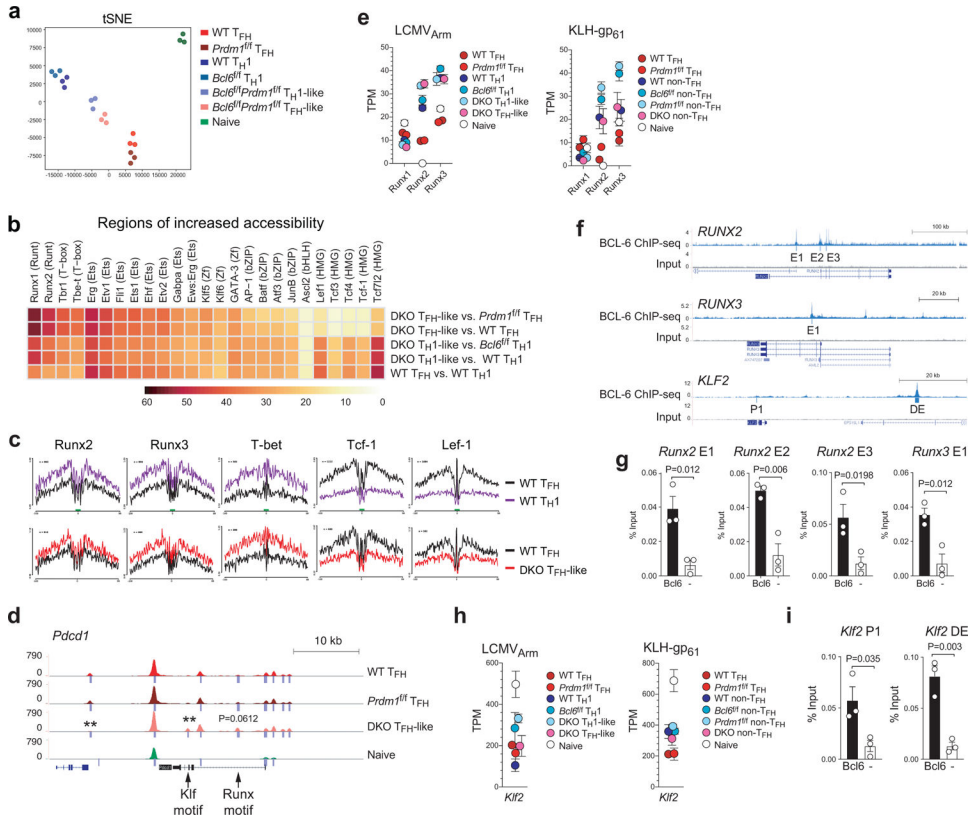 a
tSNE
10000
7500
5000
2500
0
-2500
-5000
-7500
-15000 -10000 -5000 0 5000 10000 15000 20000
WT TFH
Prdm1f/f TFH
WT TH1
Bcl6f/f TH1
Bcl6f/fPrdm1f/f TH1-like
Bcl6f/fPrdm1f/f TFH-like
Naive
b
Regions of increased accessibility
Runx1 (Runt)
Runx2 (Runt)
Tbr1 (T-box)
Tbe-t (T-box)
Erg (Ets)
Etv1 (Ets)
Fli1 (Ets)
Ets1 (Ets)
Ehf (Ets)
Etv2 (Ets)
Gabpa (Ets)
Ews:Erg (Ets)
Klf5 (Zf)
Klf6 (Zf)
GATA-3 (Zf)
AP-1 (bZIP)
Batf (bZIP)
Atf3 (bZIP)
JunB (bZIP)
Ascl2 (bHLH)
Lef1 (HMG)
Tcf3 (HMG)
Tcf4 (HMG)
Tcf-1 (HMG)
Tcf7l2 (HMG)
DKO TFH-like vs. Prdm1f/f TFH
DKO TFH-like vs. WT TFH
DKO TH1-like vs. Bcl6f/f TH1
DKO TH1-like vs. WT TH1
WT TFH vs. WT TH1
60 50 40 30 20 10 0
c
Runx2 Runx3 T-bet Tcf-1 Lef-1
WT TFH
WT TH1
WT TFH
DKO TFH-like
d
Pdcd1
10 kb
790
0
WT TFH
790
0
Prdm1f/f TFH
790
0
** ** P=0.0612
DKO TFH-like
790
0
Naive
Klf motif
Runx motif
e
LCMVArm
TPM
50
40
30
20
10
0
Runx1 Runx2 Runx3
WT TFH
Prdm1f/f TFH
WT TH1
Bcl6f/f TH1
DKO TH1-like
DKO TFH-like
Naive
KLH-gp61
TPM
60
50
40
30
20
10
0
Runx1 Runx2 Runx3
WT TFH
Prdm1f/f TFH
WT non-TFH
Bcl6f/f non-TFH
Prdm1f/f non-TFH
DKO non-TFH
Naive
f
RUNX2
100 kb
BCL-6 ChIP-seq
Input
4
0
4
E1 E2 E3
RUNX3
20 kb
BCL-6 ChIP-seq
Input
5.2
0
5.2
E1
KLF2
20 kb
BCL-6 ChIP-seq
Input
12
0
12
P1 DE
g
Runx2 E1
P=0.012
% Input
0.06
0.04
0.02
0.00
Bcl6 -
Runx2 E2
P=0.006
% Input
0.06
0.04
0.02
0.00
Bcl6 -
Runx2 E3
P=0.0198
% Input
0.10
0.05
0.00
Bcl6 -
Runx3 E1
P=0.012
% Input
0.06
0.04
0.02
0.00
Bcl6 -
h
LCMVArm
TPM
600
400
200
0
Klf2
WT TFH
Prdm1f/f TFH
WT TH1
Bcl6f/f TH1
DKO TH1-like
DKO TFH-like
Naive
KLH-gp61
TPM
800
600
400
200
0
Klf2
WT TFH
Prdm1f/f TFH
WT non-TFH
Bcl6f/f non-TFH
Prdm1f/f non-TFH
DKO non-TFH
Naive
i
Klf2 P1
P=0.035
% Input
0.10
0.05
0.00
Bcl6 -
Klf2 DE
P=0.003
% Input
0.10
0.05
0.00
Bcl6 -